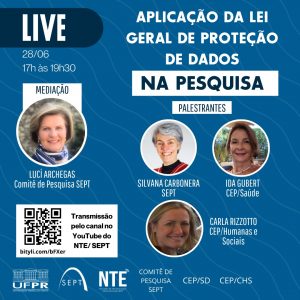 LIVE
28/06
17h às 19h30
APLICAÇÃO DA LEI
GERAL DE PROTEÇÃO
DE DADOS
NA PESQUISA
MEDIAÇÃO
PALESTRANTES
LUCÍ ARCHEGAS
Comitê de Pesquisa SEPT
SILVANA CARBONERA
SEPT
IDA GUBERT
CEP/Saúde
CARLA RIZZOTTO
CEP/Humanas e
Sociais
Transmissão
pelo canal no
YouTube do
NTE/ SEPT
bityli.com/bFXer
UFPR
SEPT
NTE
COMITÊ DE
PESQUISA
SEPT
CEP/SD
CEP/CHS